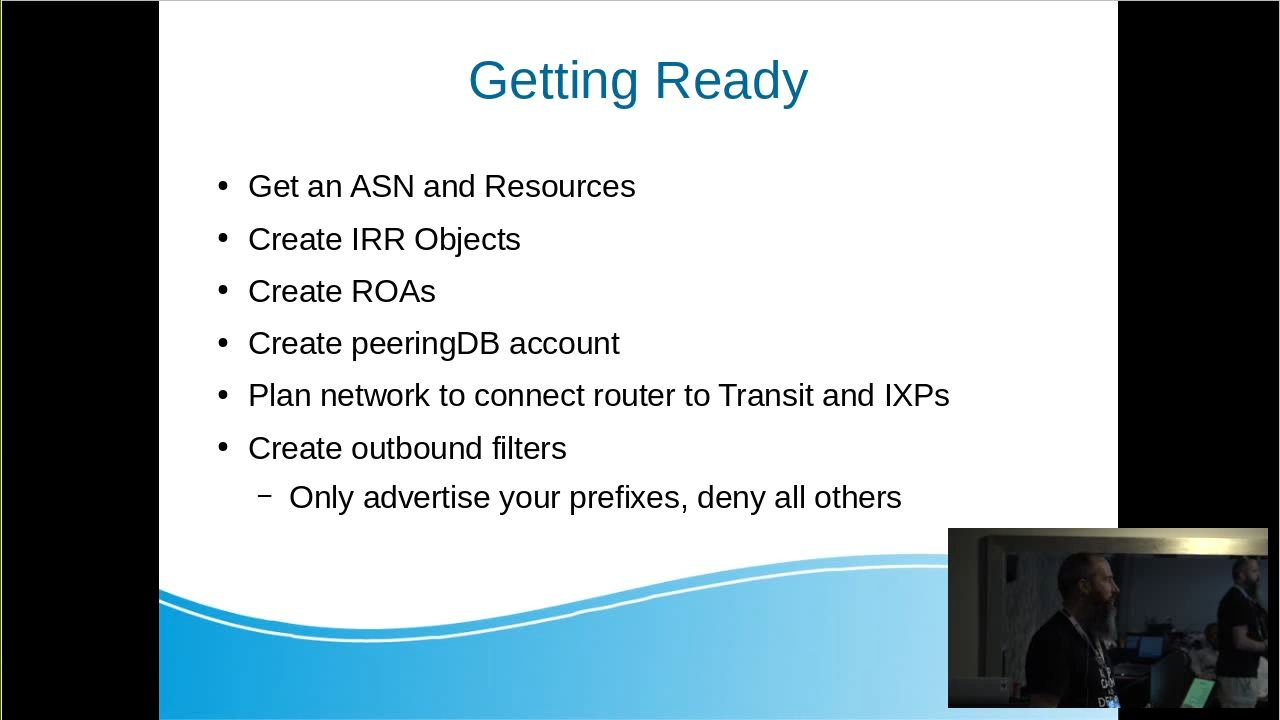 Getting Ready
Get an ASN and Resources
Create IRR Objects
Create ROAs
Create peeringDB account
Plan network to connect router to Transit and IXPs
Create outbound filters
Only advertise your prefixes, deny all others